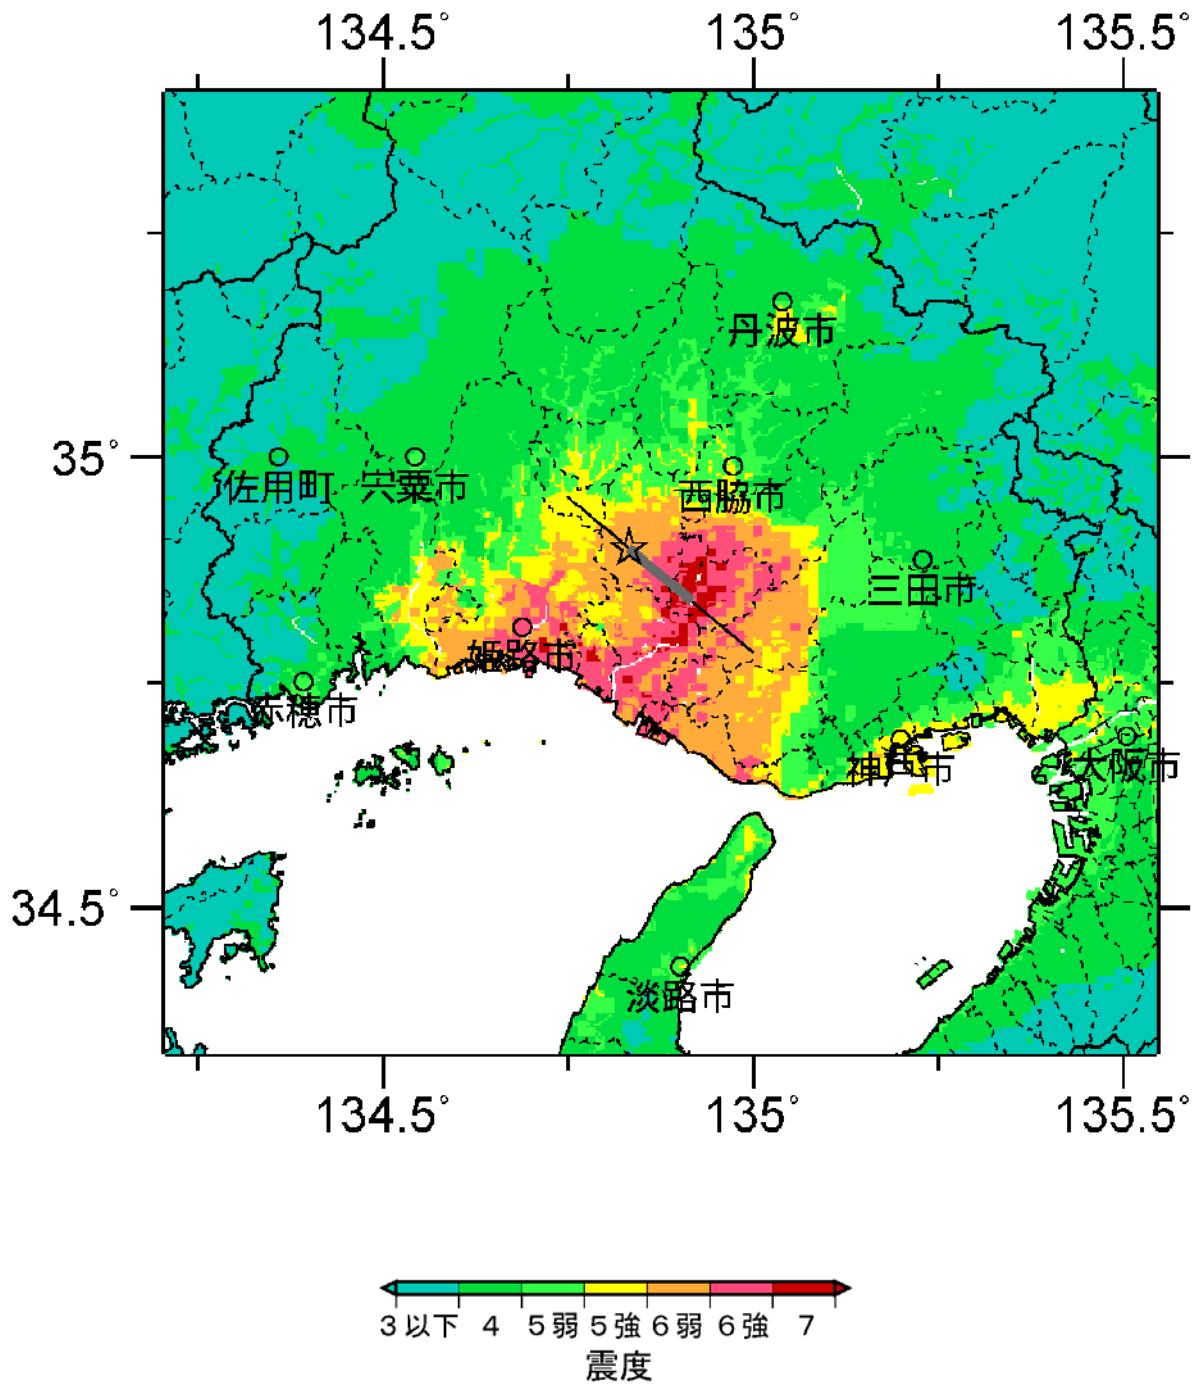 134.5° 135° 135.5°
丹波市
35°
佐用町 宍粟市 西脇市
三田市
姫路市
赤穂市
神戸市 大阪市
34.5°
淡路市
134.5° 135° 135.5°
3以下 4 5弱 5強 6弱 6強 7
震度